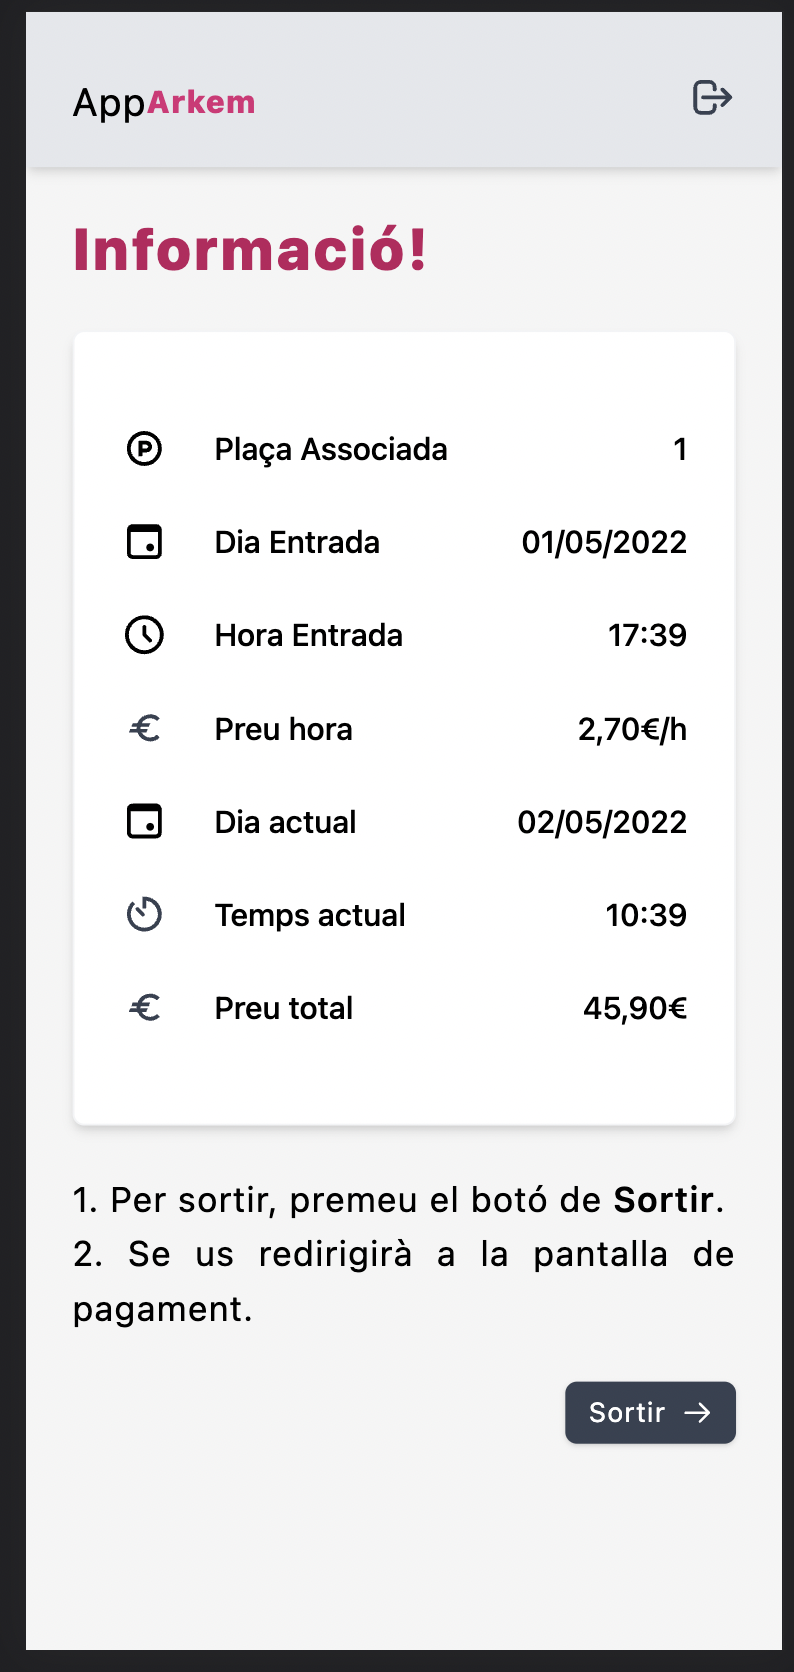 AppArkem
Informació!
Plaça Associada 1
Dia Entrada 01/05/2022
Hora Entrada 17:39
Preu hora 2,70€/h
Dia actual 02/05/2022
Temps actual 10:39
Preu total 45,90€
1. Per sortir, premeu el botó de Sortir.
2. Se us redirigirà a la pantalla de
pagament.
Sortir →